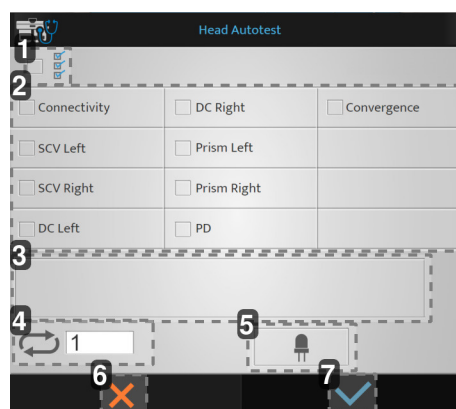 Head Autotest
1
2
Connectivity DC Right Convergence
SCV Left Prism Left
SCV Right Prism Right
DC Left PD
3
4 5
1
6 7